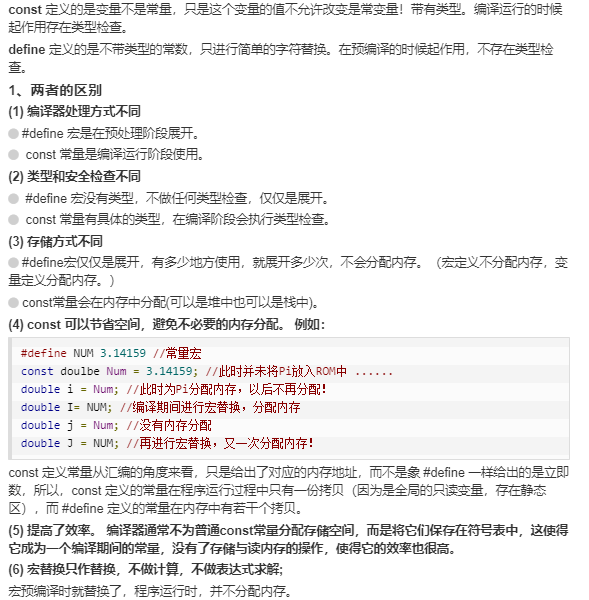 const 定义的是变量不是常量，只是这个变量的值不允许改变是常变量！带有类型。编译运行的时候
起作用存在类型检查。
define 定义的是不带类型的常数，只进行简单的字符替换。在预编译的时候起作用，不存在类型检
查。
1、两者的区别
(1) 编译器处理方式不同
#define 宏是在预处理阶段展开。
const 常量是编译运行阶段使用。
(2) 类型和安全检查不同
#define 宏没有类型，不做任何类型检查，仅仅是展开。
const 常量有具体的类型，在编译阶段会执行类型检查。
(3) 存储方式不同
#define宏仅仅是展开，有多少地方使用，就展开多少次，不会分配内存。（宏定义不分配内存，变
量定义分配内存。）
const常量会在内存中分配(可以是堆中也可以是栈中)。
(4) const 可以节省空间，避免不必要的内存分配。 例如：
#define NUM 3.14159 //常量宏
const doulbe Num = 3.14159; //此时并未将Pi放入ROM中 ......
double i = Num; //此时为Pi分配内存，以后不再分配！
double I= NUM; //编译期间进行宏替换，分配内存
double j = Num; //没有内存分配
double J = NUM; //再进行宏替换，又一次分配内存！
const 定义常量从汇编的角度来看，只是给出了对应的内存地址，而不是象 #define 一样给出的是立即
数，所以，const 定义的常量在程序运行过程中只有一份拷贝（因为是全局的只读变量，存在静态
区），而 #define 定义的常量在内存中有若干个拷贝。
(5) 提高了效率。 编译器通常不为普通const常量分配存储空间，而是将它们保存在符号表中，这使得
它成为一个编译期间的常量，没有了存储与读内存的操作，使得它的效率也很高。
(6) 宏替换只作替换，不做计算，不做表达式求解;
宏预编译时就替换了，程序运行时，并不分配内存。